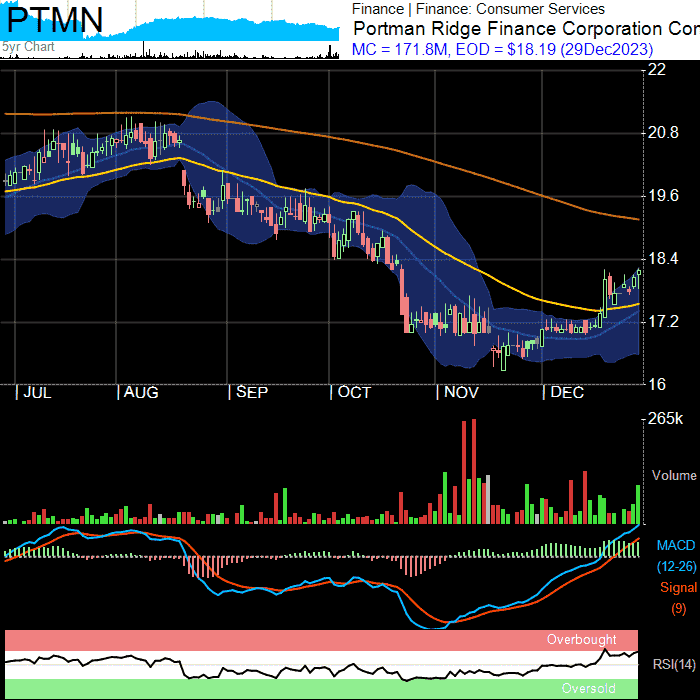 PTMN
5yr Chart
Finance | Finance: Consumer Services
Portman Ridge Finance Corporation Con
MC = 171.8M, EOD = $18.19 (29Dec2023)
22
20.8
19.6
18.4
17.2
16
| JUL | AUG | SEP | OCT | NOV | DEC
265k
Volume
MACD
(12-26)
Signal
(9)
Overbought
RSI(14)
Oversold